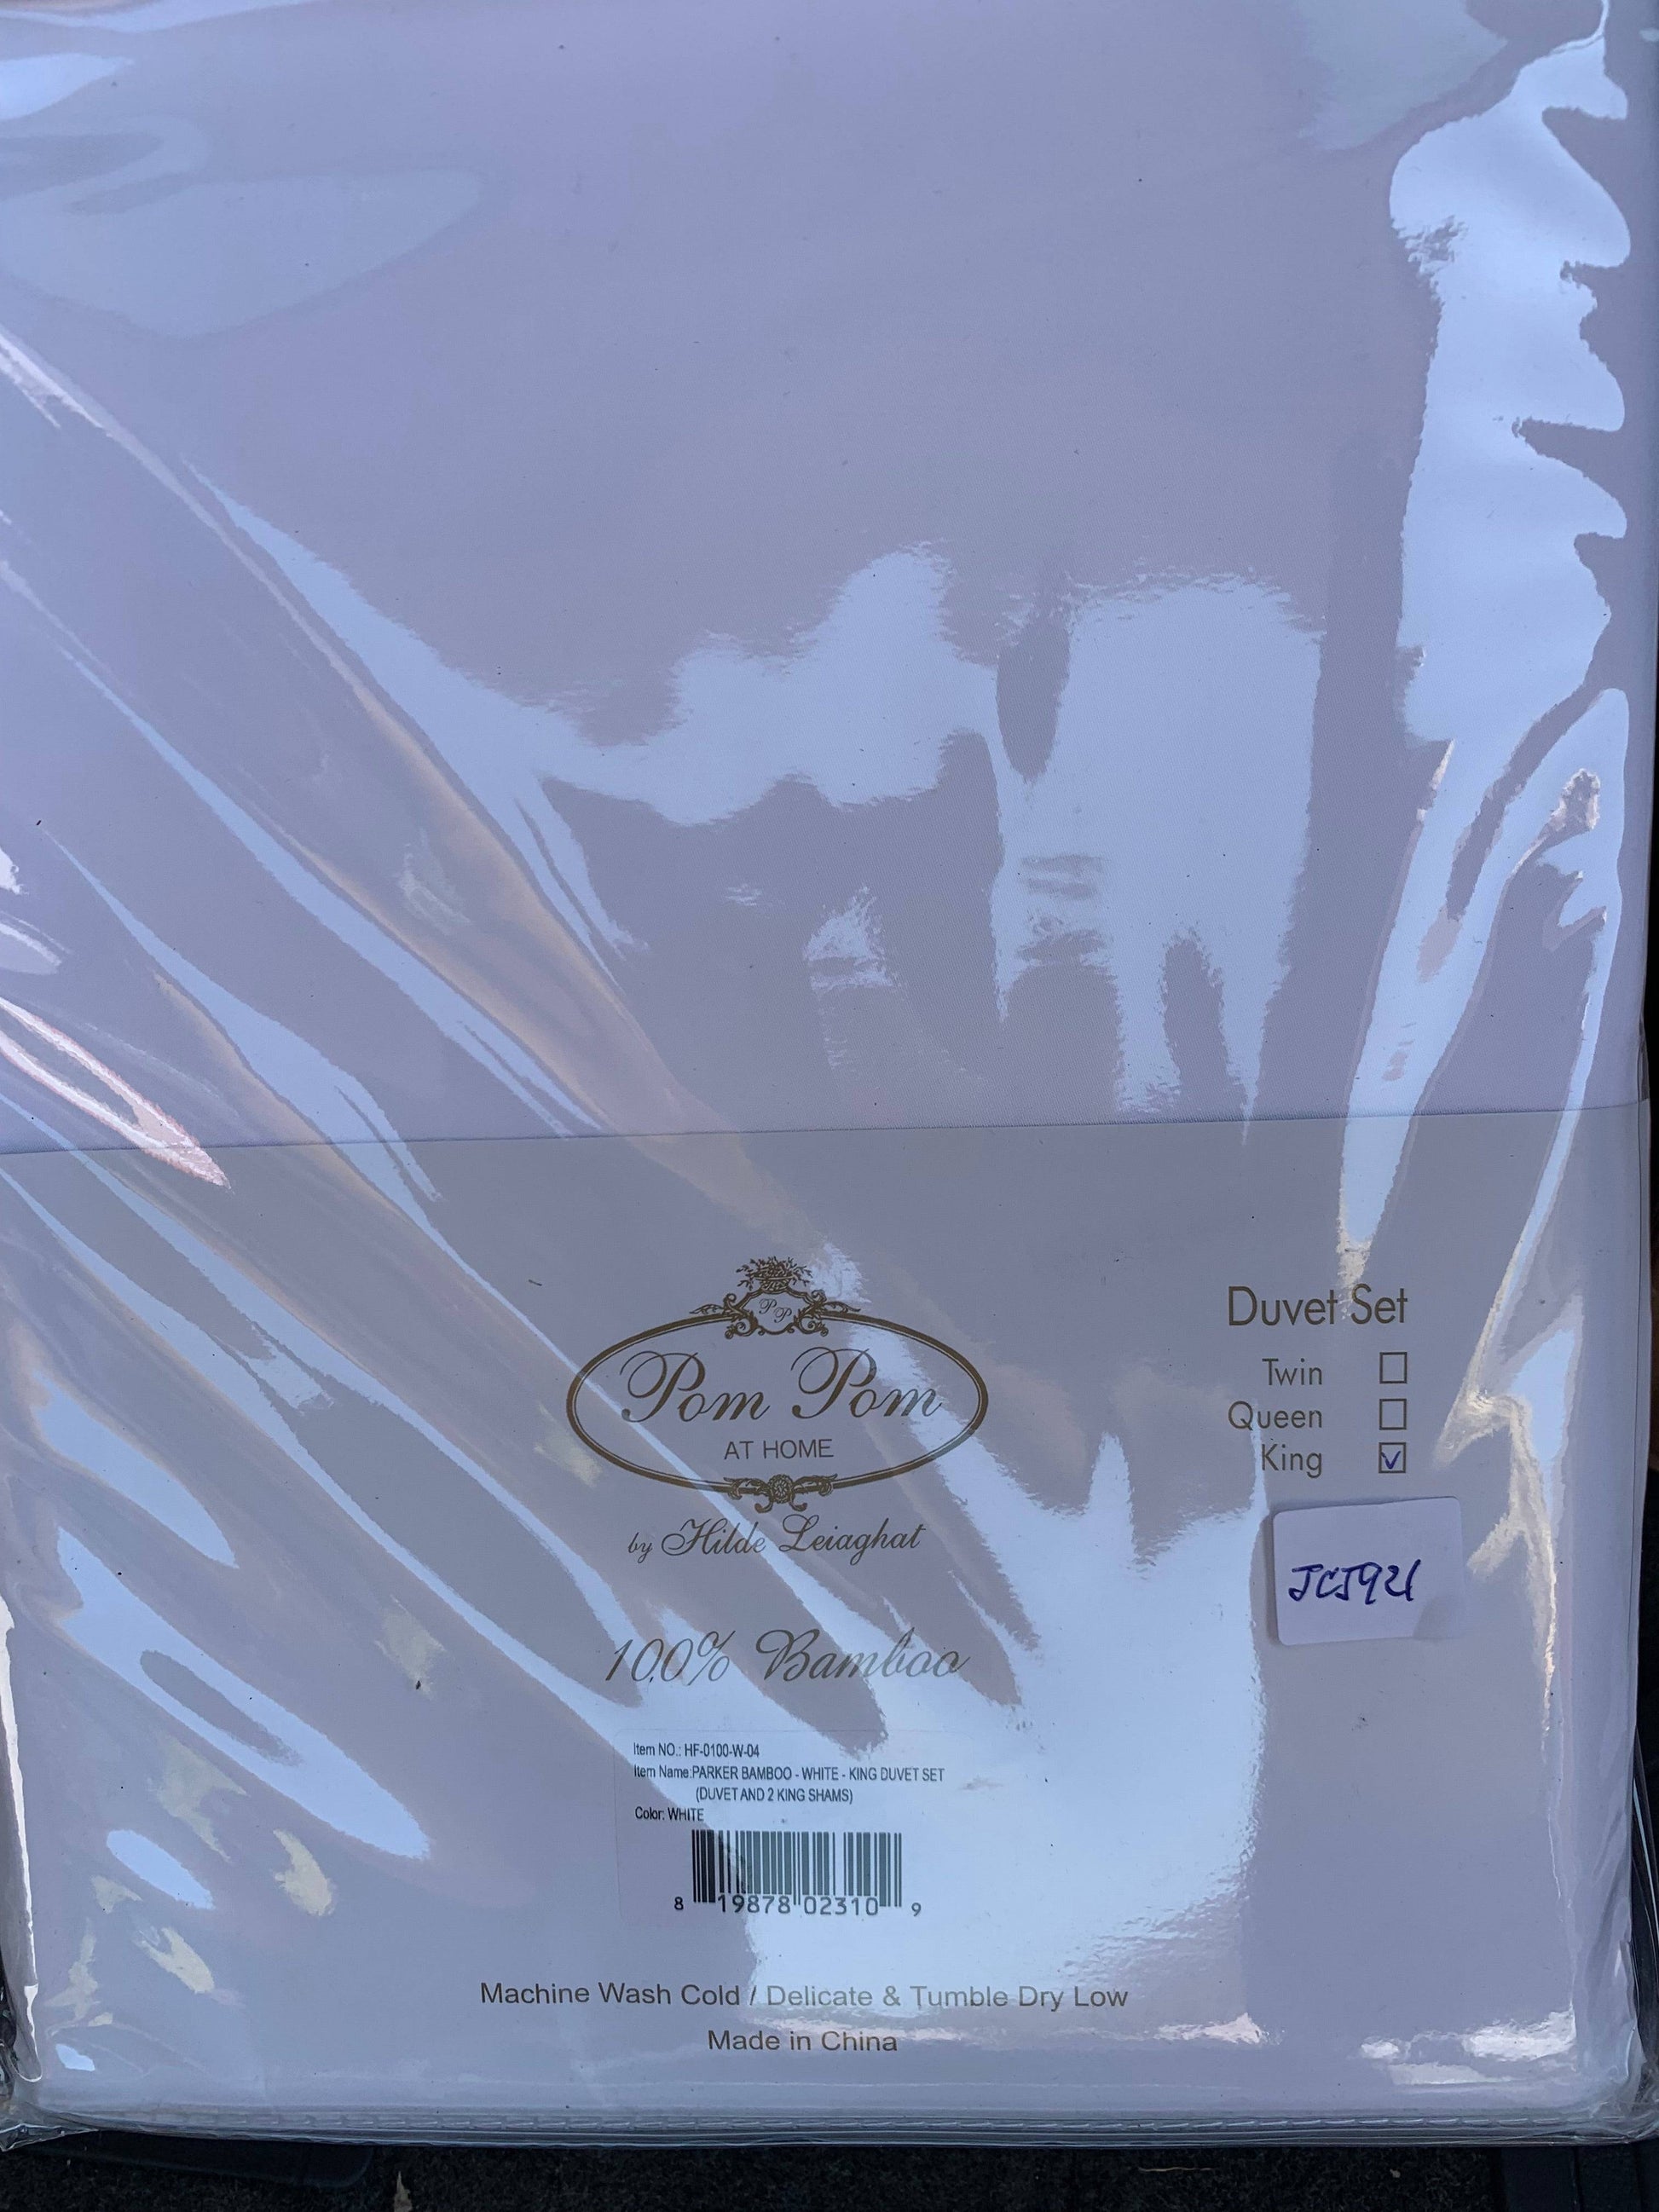 P P
Pom Pom
AT HOME
by Hilde Leiaghat
Duvet Set
Twin
Queen
King
JCJ921
100% Bamboo
Item NO.: HF-0100-W-04
Item Name:PARKER BAMBOO - WHITE - KING DUVET SET
(DUVET AND 2 KING SHAMS)
Color: WHITE
8 19878 02310 9
Machine Wash Cold / Delicate & Tumble Dry Low
Made in China